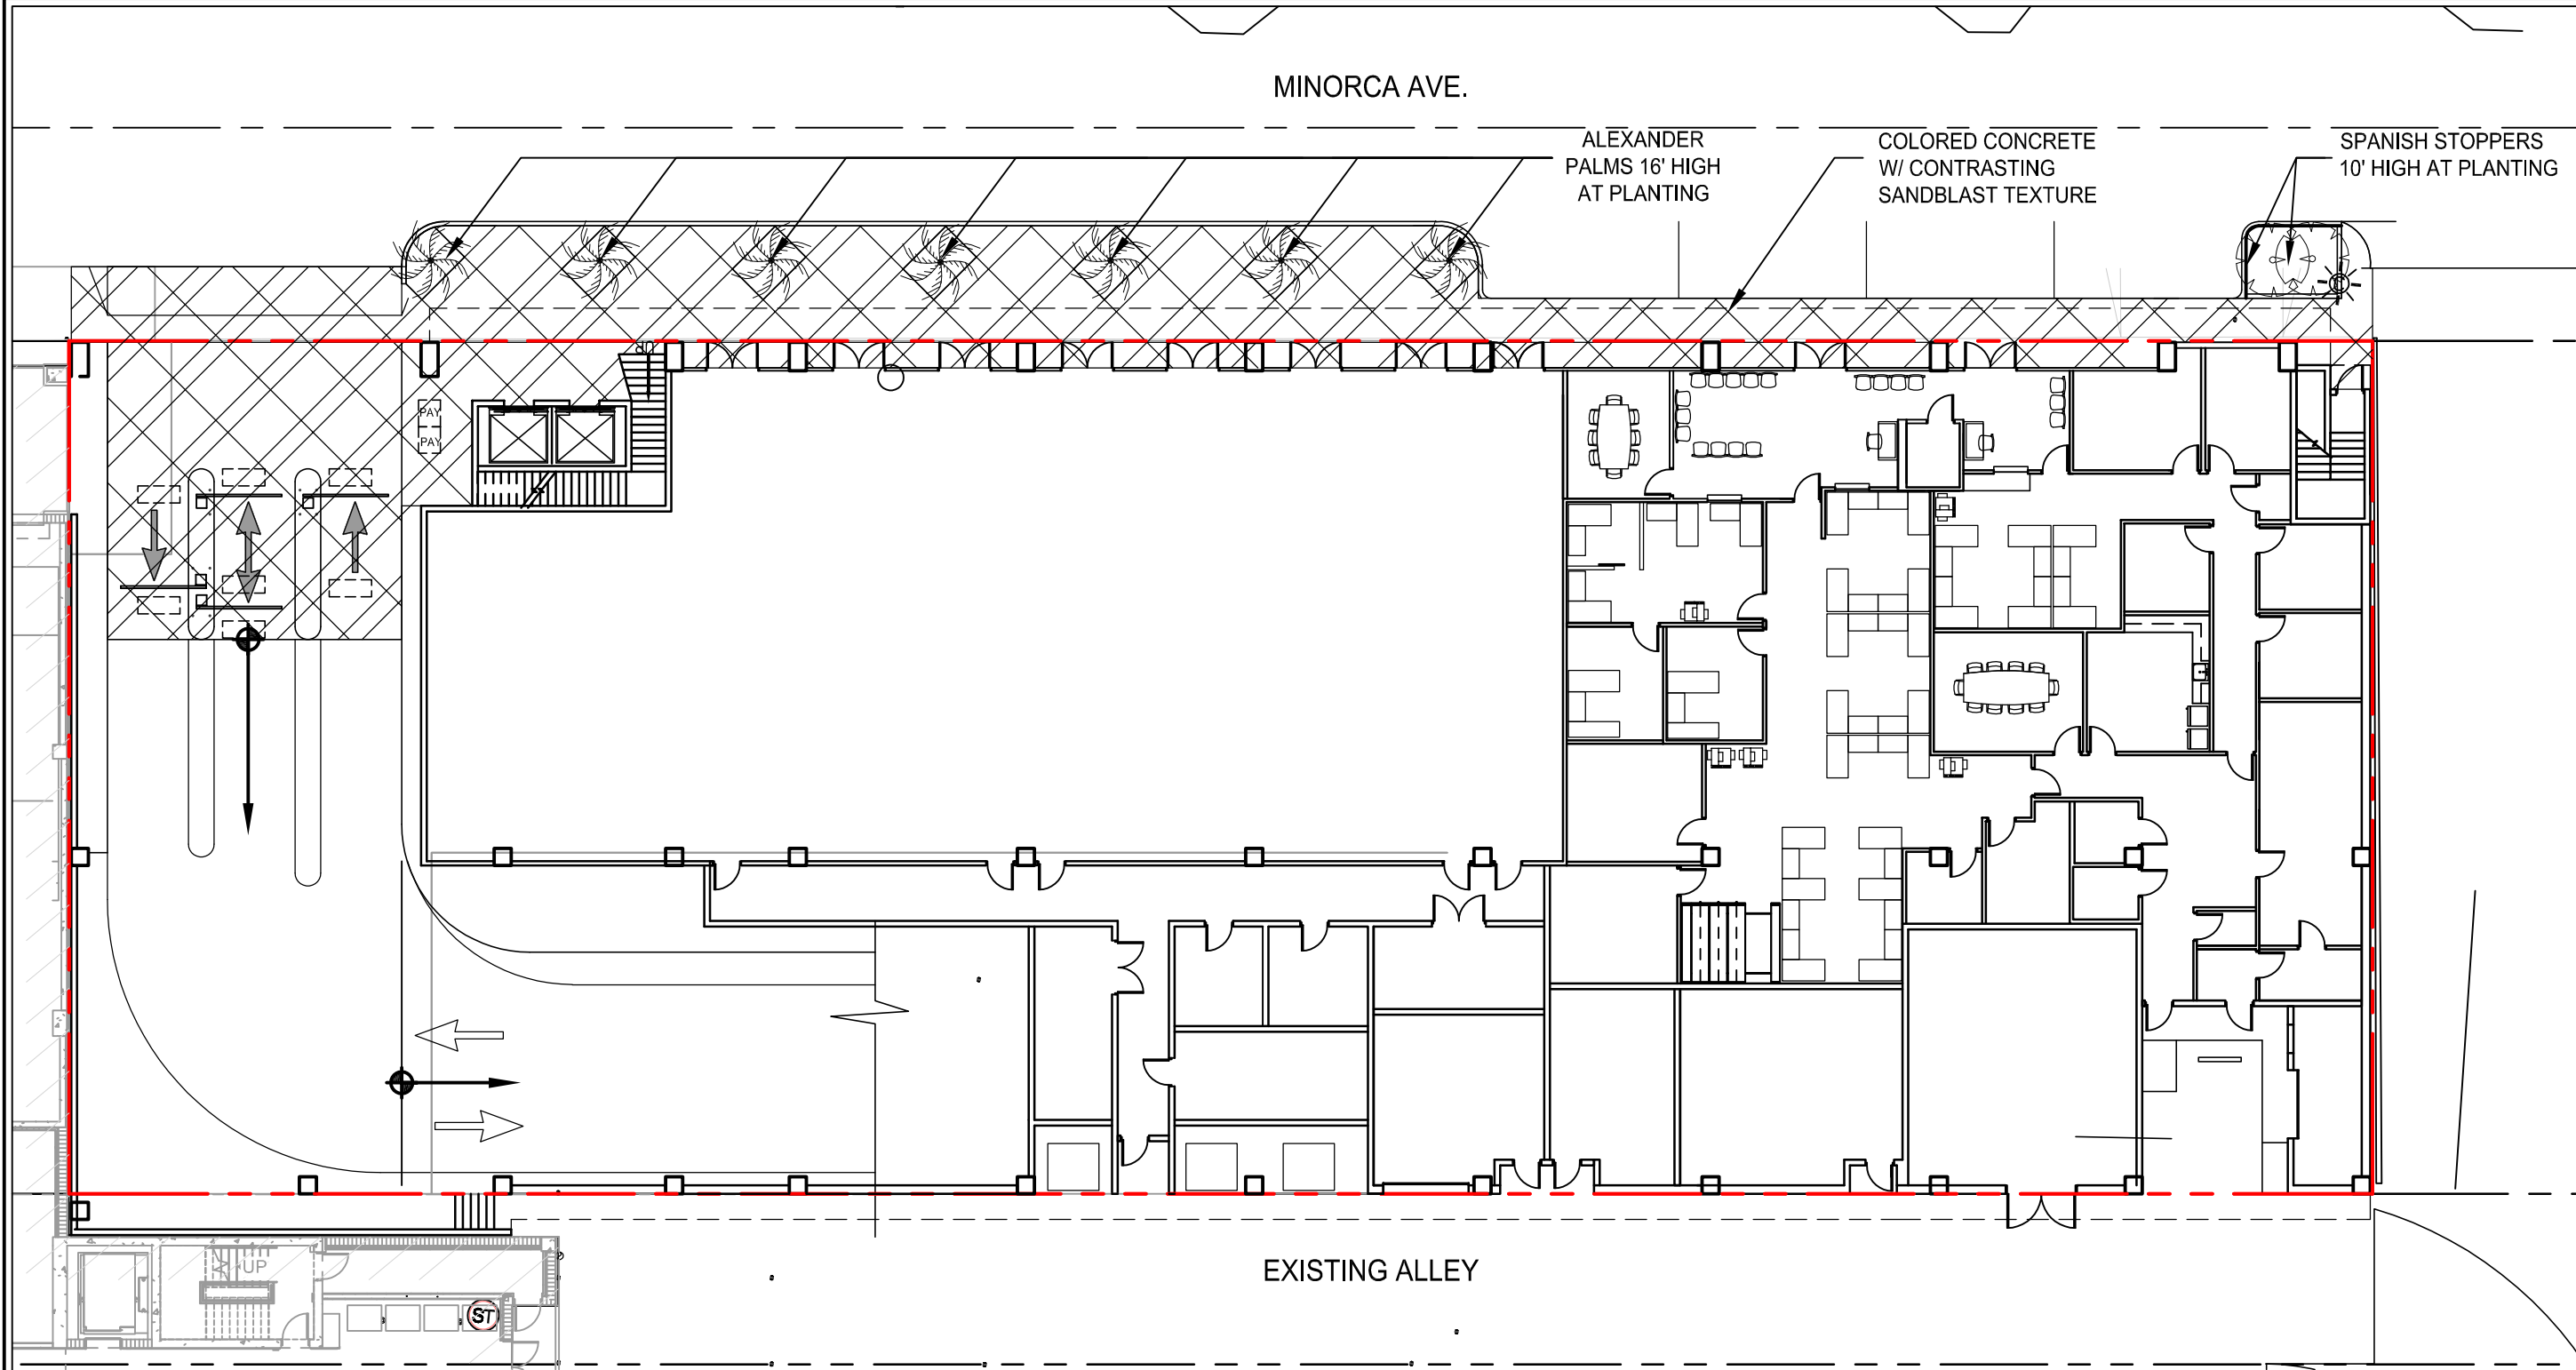 MINORCA AVE.
ALEXANDER
PALMS 16' HIGH
AT PLANTING
COLORED CONCRETE
W/ CONTRASTING
SANDBLAST TEXTURE
SPANISH STOPPERS
10' HIGH AT PLANTING
PAY
PAY
EXISTING ALLEY
UP
ST